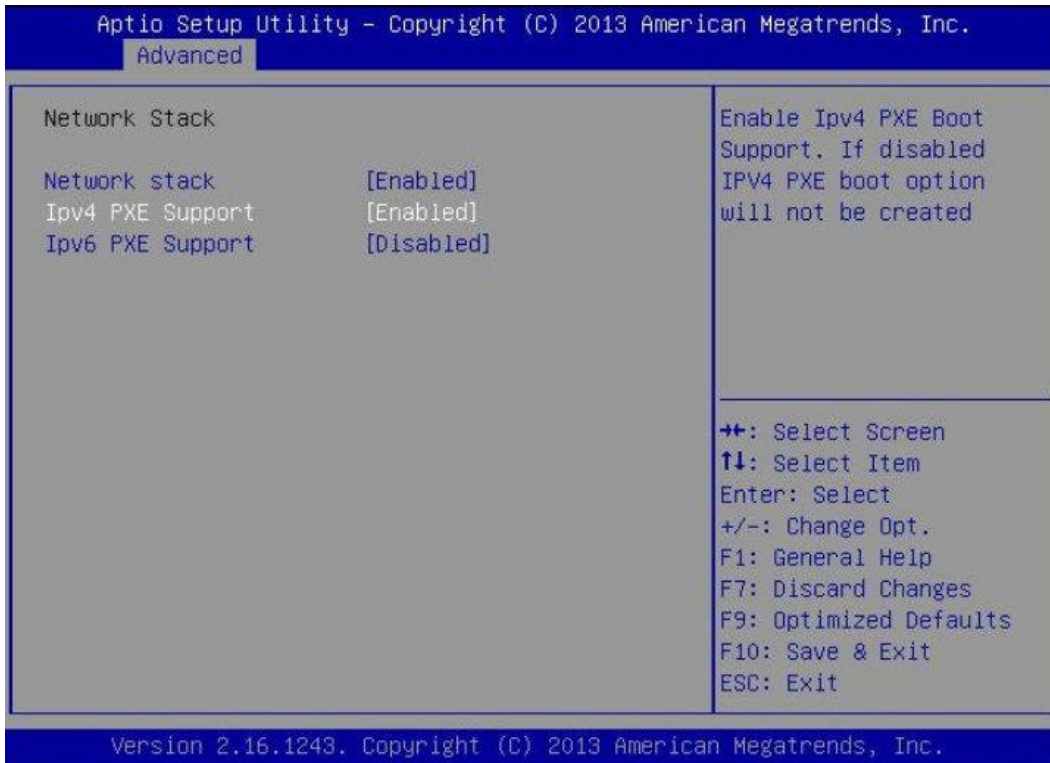 Aptio Setup Utility – Copyright (C) 2013 American Megatrends, Inc.
Advanced
Network Stack
Network stack [Enabled]
Ipv4 PXE Support [Enabled]
Ipv6 PXE Support [Disabled]
Enable Ipv4 PXE Boot
Support. If disabled
IPV4 PXE boot option
will not be created
→←: Select Screen
↑↓: Select Item
Enter: Select
+/-: Change Opt.
F1: General Help
F7: Discard Changes
F9: Optimized Defaults
F10: Save & Exit
ESC: Exit
Version 2.16.1243. Copyright (C) 2013 American Megatrends, Inc.